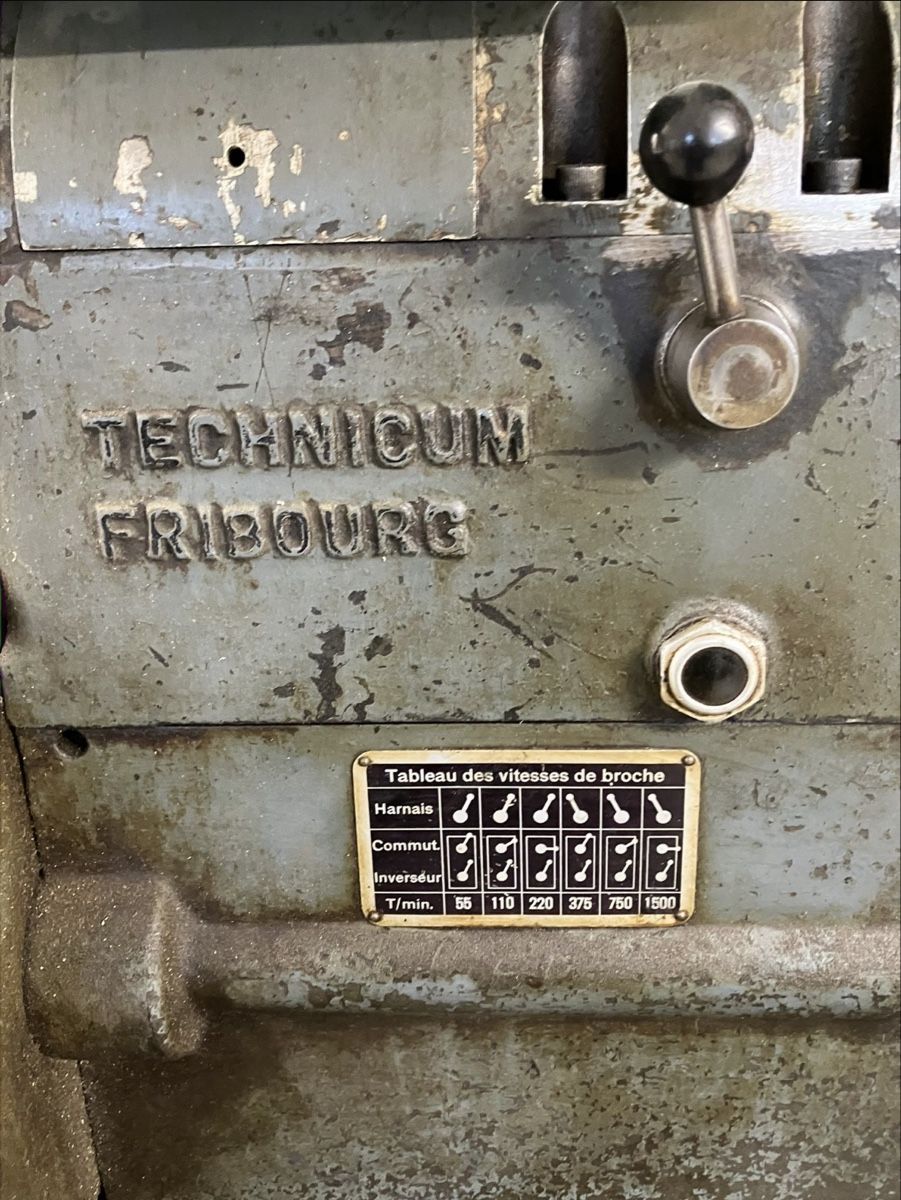 TECHNICUM
FRIBOURG
Tableau des vitesses de broche
Harnais
Commut.
Inverseur
T/min. 55 110 220 375 750 1500